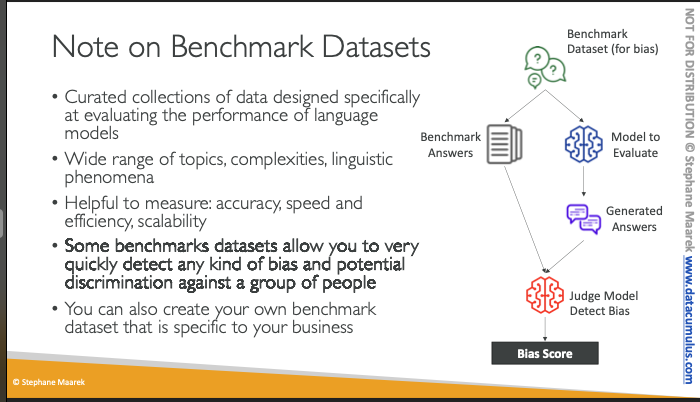 Note on Benchmark Datasets
• Curated collections of data designed specifically
at evaluating the performance of language
models
• Wide range of topics, complexities, linguistic
phenomena
• Helpful to measure: accuracy, speed and
efficiency, scalability
• Some benchmarks datasets allow you to very
quickly detect any kind of bias and potential
discrimination against a group of people
• You can also create your own benchmark
dataset that is specific to your business
Benchmark
Dataset (for bias)
? ?
?
Benchmark
Answers
Model to
Evaluate
Generated
Answers
Judge Model
Detect Bias
Bias Score
© Stephane Maarek
NOT FOR DISTRIBUTION © Stephane Maarek www.datacumulus.com